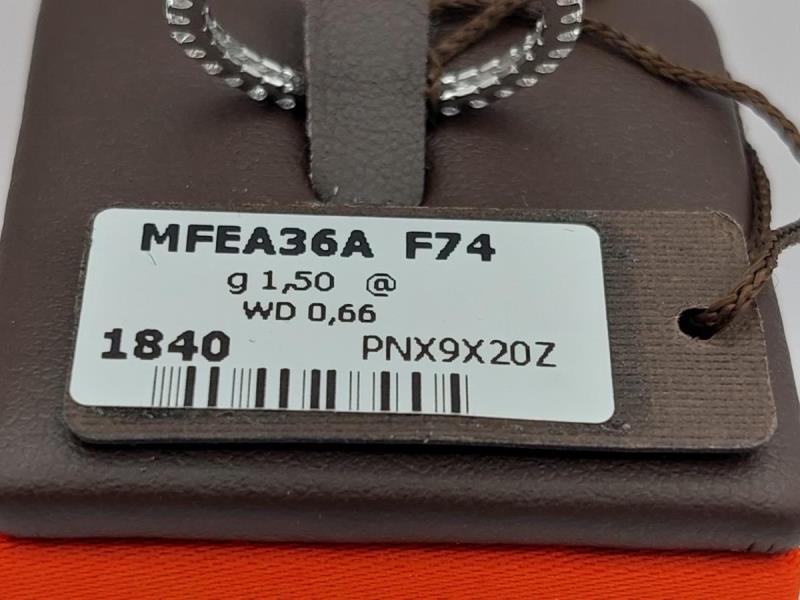 MFEA36A F74
g 1,50 @
WD 0,66
1840 PNX9X20Z